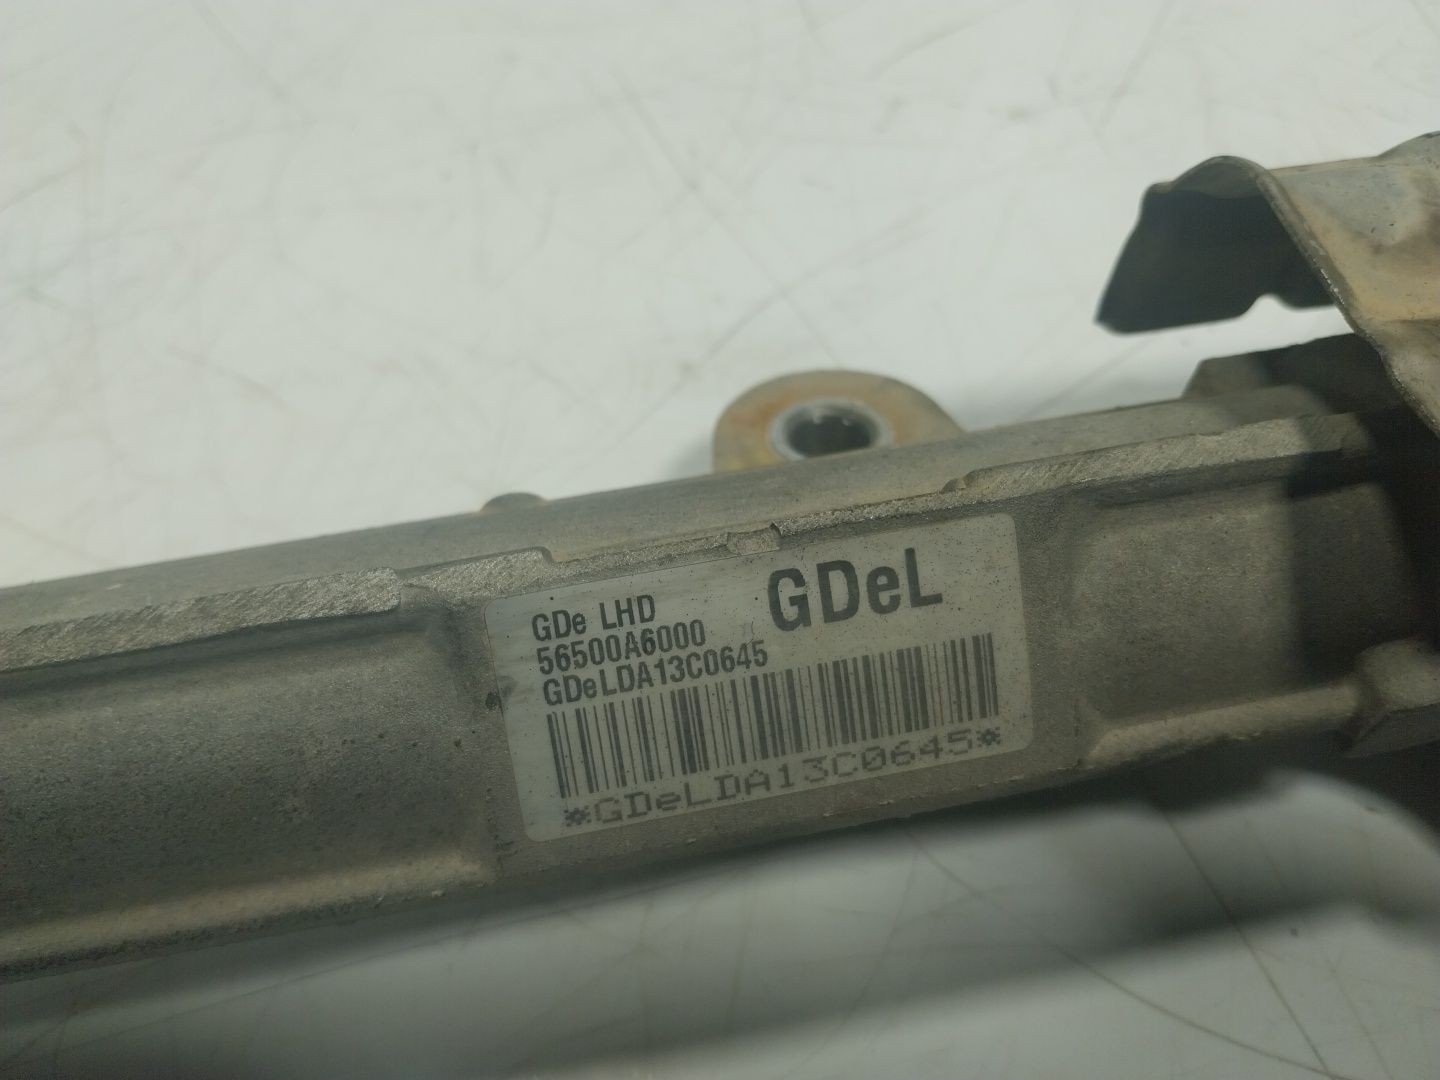 GDe LHD
GDeL
56500A6000
GDeLDA13C0645
*GDeLDA13C0645*